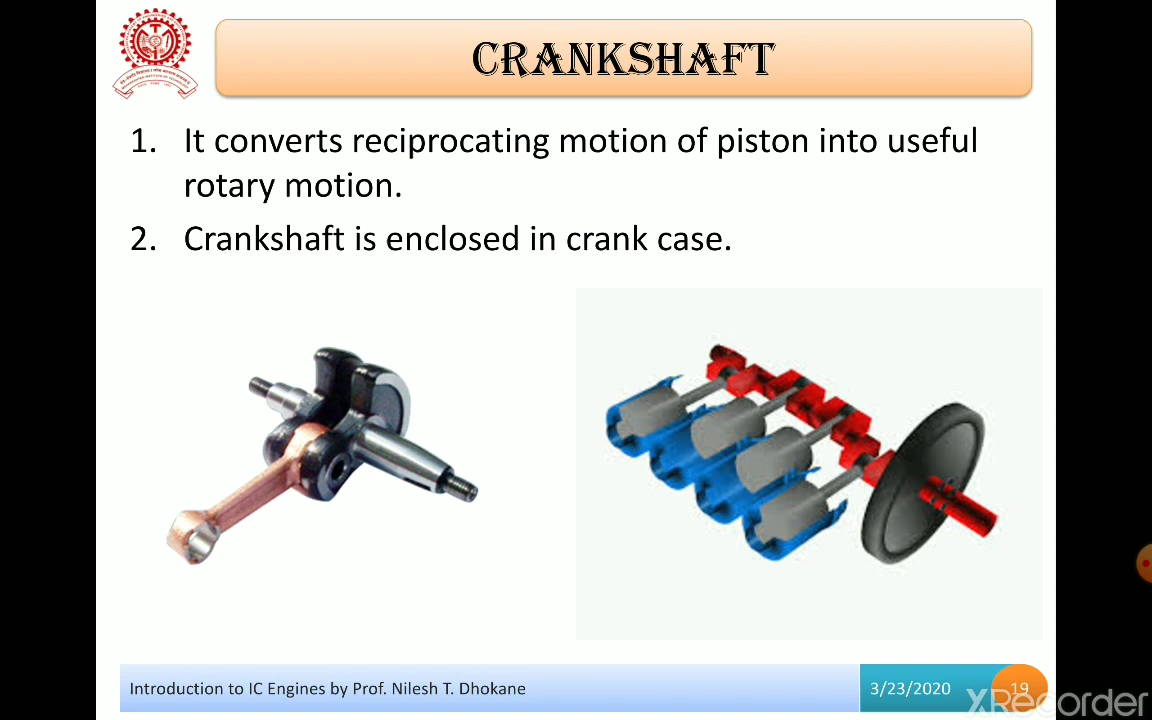 CRANKSHAFT
1. It converts reciprocating motion of piston into useful
rotary motion.
2. Crankshaft is enclosed in crank case.
Introduction to IC Engines by Prof. Nilesh T. Dhokane
3/23/2020
19
XRecorder